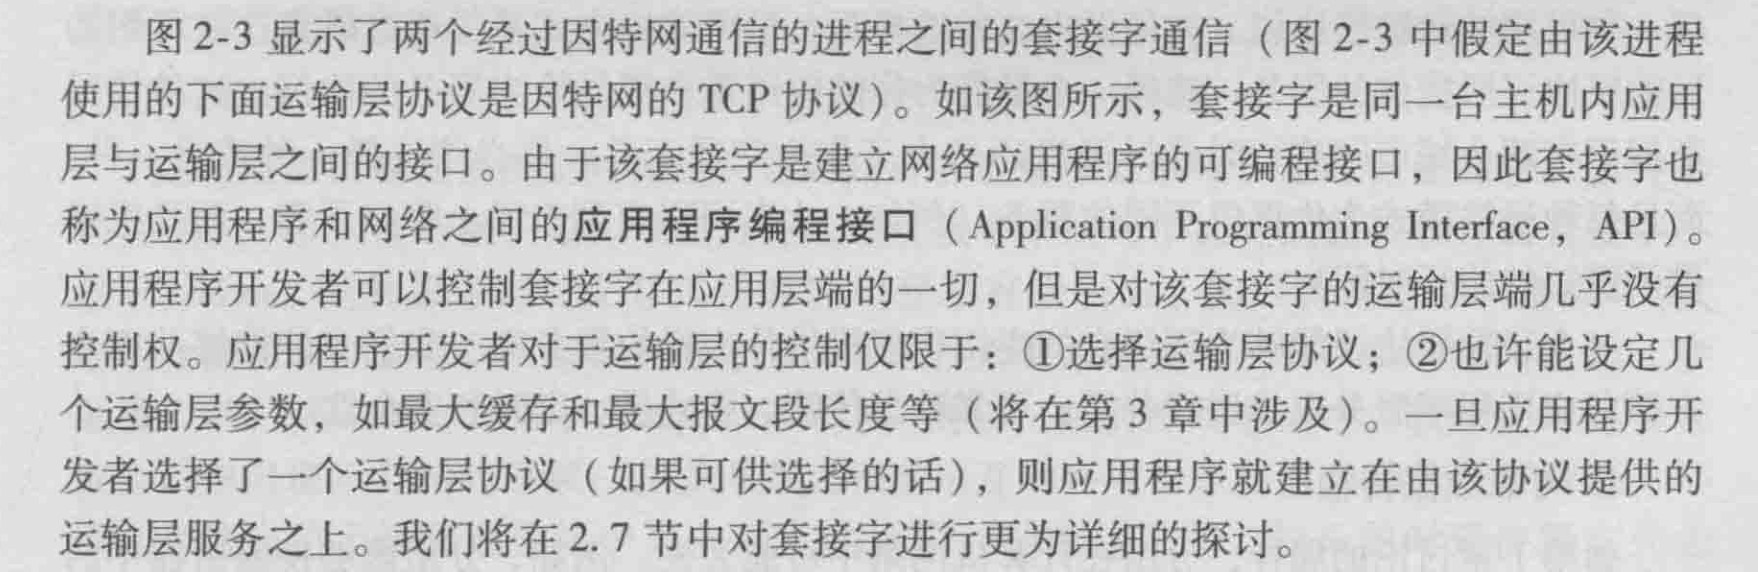 图 2-3 显示了两个经过因特网通信的进程之间的套接字通信（图 2-3 中假定由该进程
使用的下面运输层协议是因特网的 TCP 协议）。如该图所示，套接字是同一台主机内应用
层与运输层之间的接口。由于该套接字是建立网络应用程序的可编程接口，因此套接字也
称为应用程序和网络之间的应用程序编程接口（Application Programming Interface，API）。
应用程序开发者可以控制套接字在应用层端的一切，但是对该套接字的运输层端几乎没有
控制权。应用程序开发者对于运输层的控制仅限于：①选择运输层协议；②也许能设定几
个运输层参数，如最大缓存和最大报文段长度等（将在第 3 章中涉及）。一旦应用程序开
发者选择了一个运输层协议（如果可供选择的话），则应用程序就建立在由该协议提供的
运输层服务之上。我们将在 2.7 节中对套接字进行更为详细的探讨。